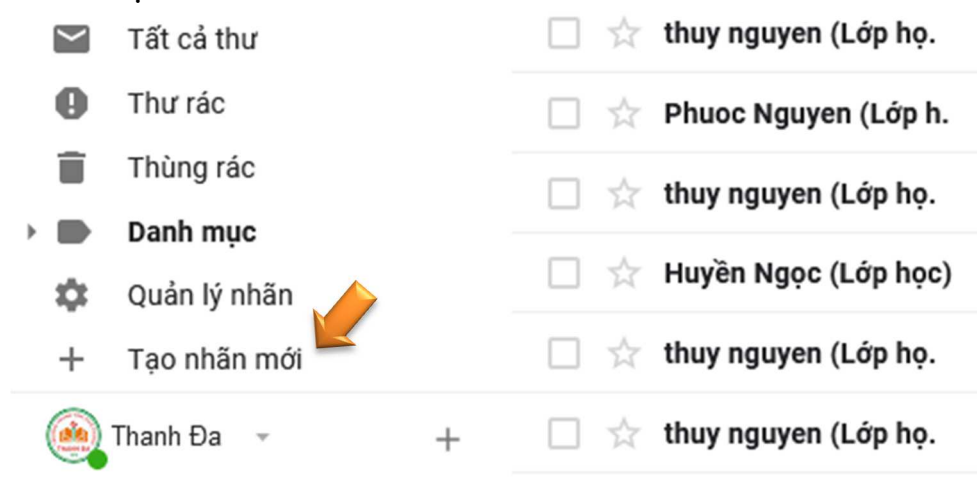 Tất cả thư
Thư rác
Thùng rác
Danh mục
Quản lý nhãn
Tạo nhãn mới
Thanh Đa
thuy nguyen (Lớp họ.
Phuoc Nguyen (Lớp h.
thuy nguyen (Lớp họ.
Huyền Ngọc (Lớp học)
thuy nguyen (Lớp họ.
thuy nguyen (Lớp họ.